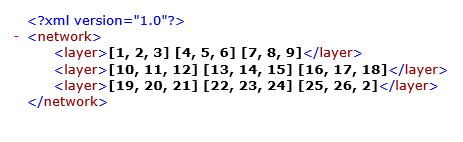 <?xml version="1.0"?>
- <network>
<layer>[1, 2, 3] [4, 5, 6] [7, 8, 9]</layer>
<layer>[10, 11, 12] [13, 14, 15] [16, 17, 18]</layer>
<layer>[19, 20, 21] [22, 23, 24] [25, 26, 2]</layer>
</network>